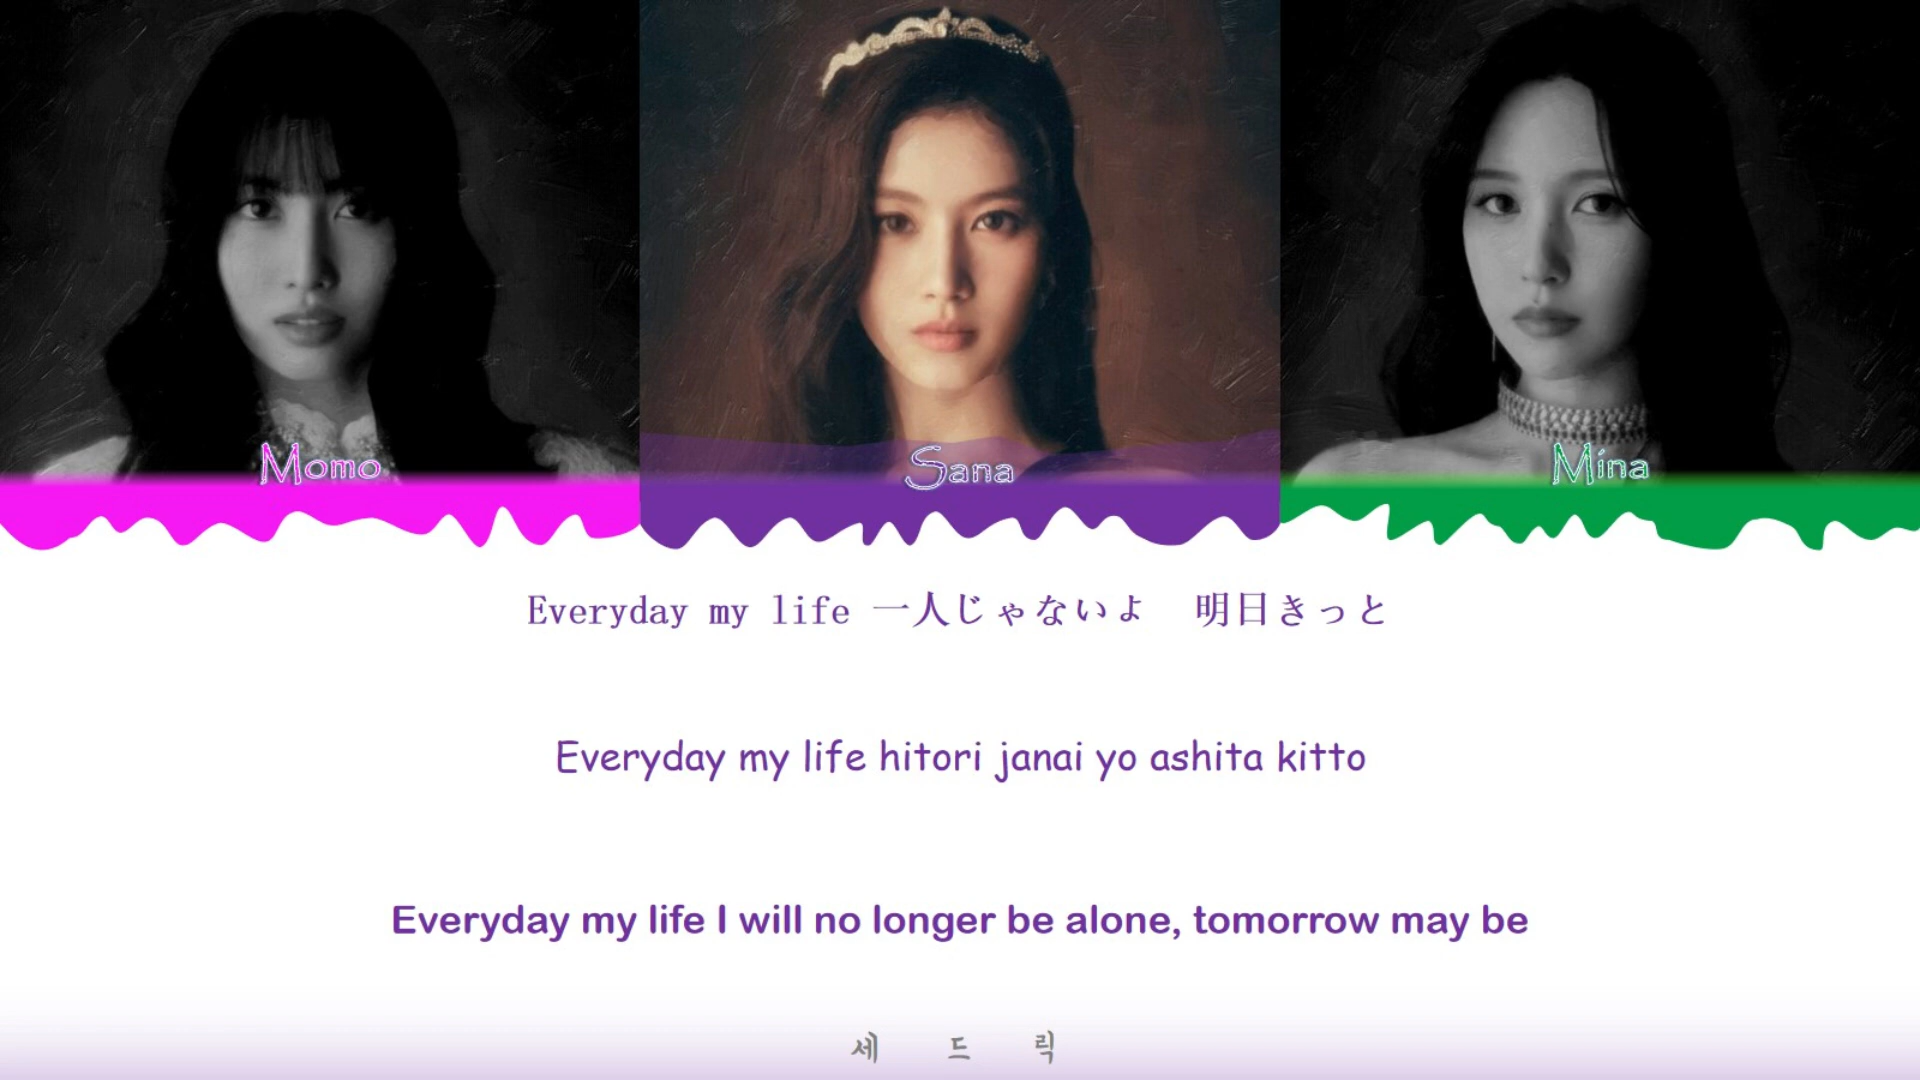 Momo
Sana
Mina
Everyday my life 一人じゃないよ　明日きっと
Everyday my life hitori janai yo ashita kitto
Everyday my life I will no longer be alone, tomorrow may be
세 드 릭